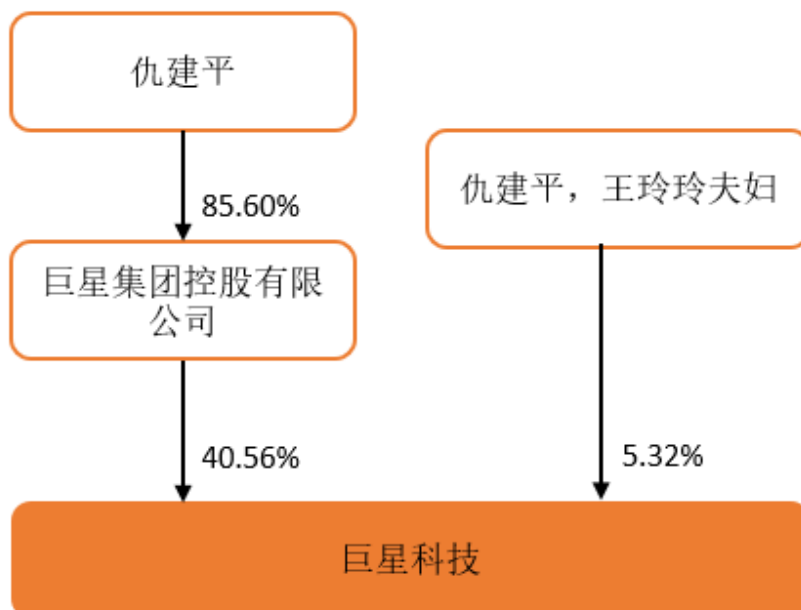 仇建平
85.60%
仇建平，王玲玲夫妇
巨星集团控股有限
公司
40.56%
5.32%
巨星科技